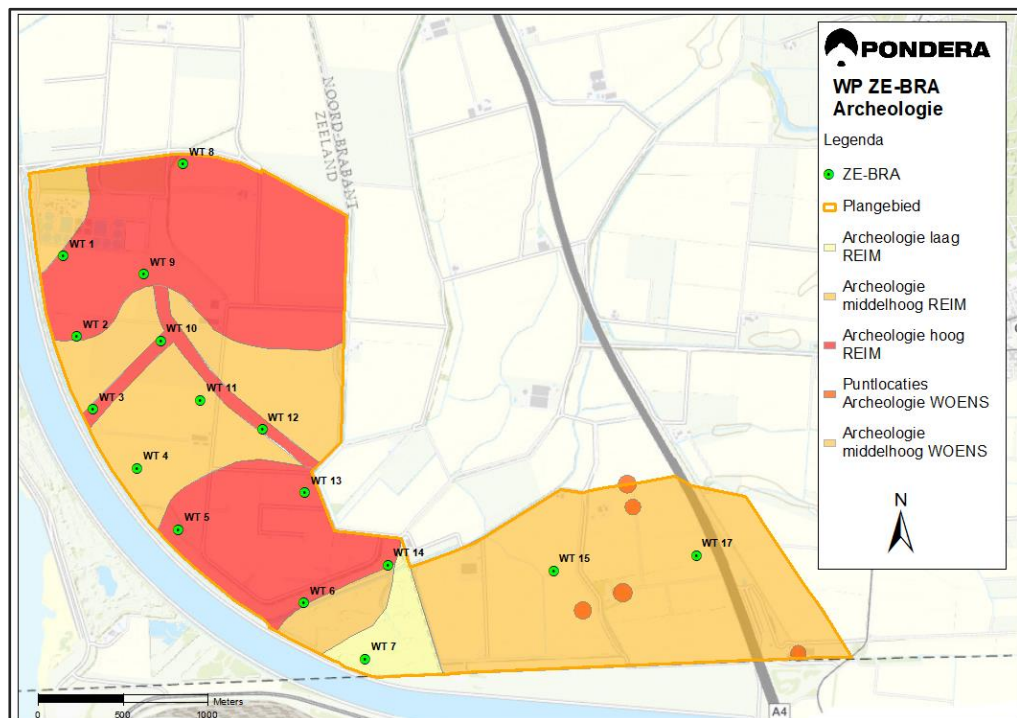 PONDERA
WP ZE-BRA
Archeologie
Legenda
ZE-BRA
Plangebied
Archeologie laag
REIM
Archeologie
middelhoog REIM
Archeologie hoog
REIM
Puntlocaties
Archeologie WOENS
Archeologie
middelhoog WOENS
N
NOORD-BRABANT
ZEELAND
WT 8
WT 1
WT 9
WT 2
WT 10
WT 3
WT 11
WT 12
WT 4
WT 13
WT 5
WT 14
WT 15
WT 17
WT 6
WT 7
Meters
0 500 1000
A4